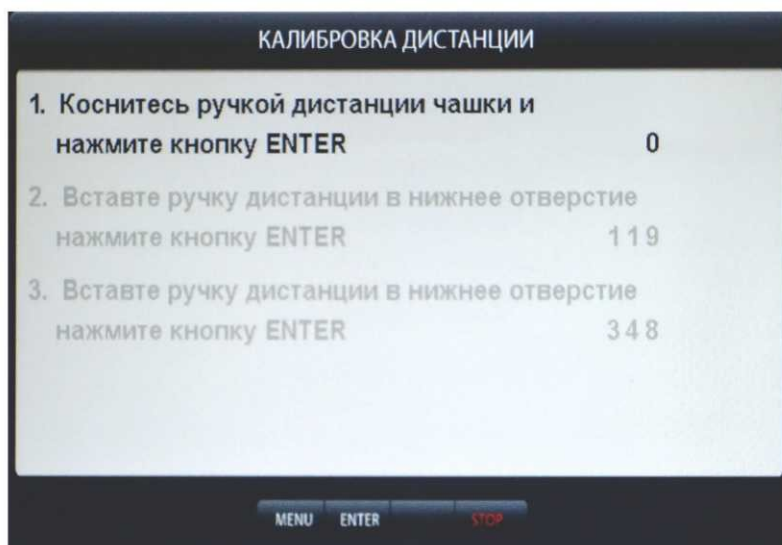 КАЛИБРОВКА ДИСТАНЦИИ
1. Коснитесь ручкой дистанции чашки и
нажмите кнопку ENTER 0
2. Вставте ручку дистанции в нижнее отверстие
нажмите кнопку ENTER 119
3. Вставте ручку дистанции в нижнее отверстие
нажмите кнопку ENTER 348
MENU ENTER STOP